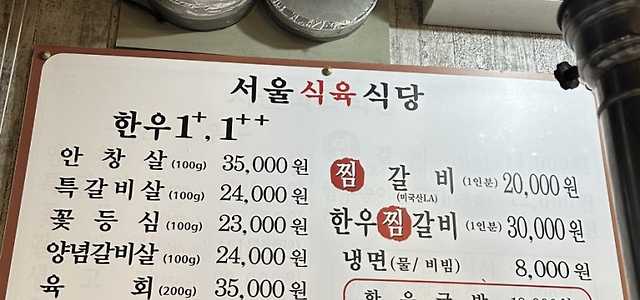 서울식육식당
한우1+, 1++
안창살 (100g) 35,000원
특갈비살 (100g) 24,000원
꽃등심 (100g) 23,000원
양념갈비살 (100g) 24,000원
육회 (200g) 35,000원
찜갈비 (1인분) 20,000원
(미국산LA)
한우찜갈비 (1인분) 30,000원
냉면 (물/비빔) 8,000원